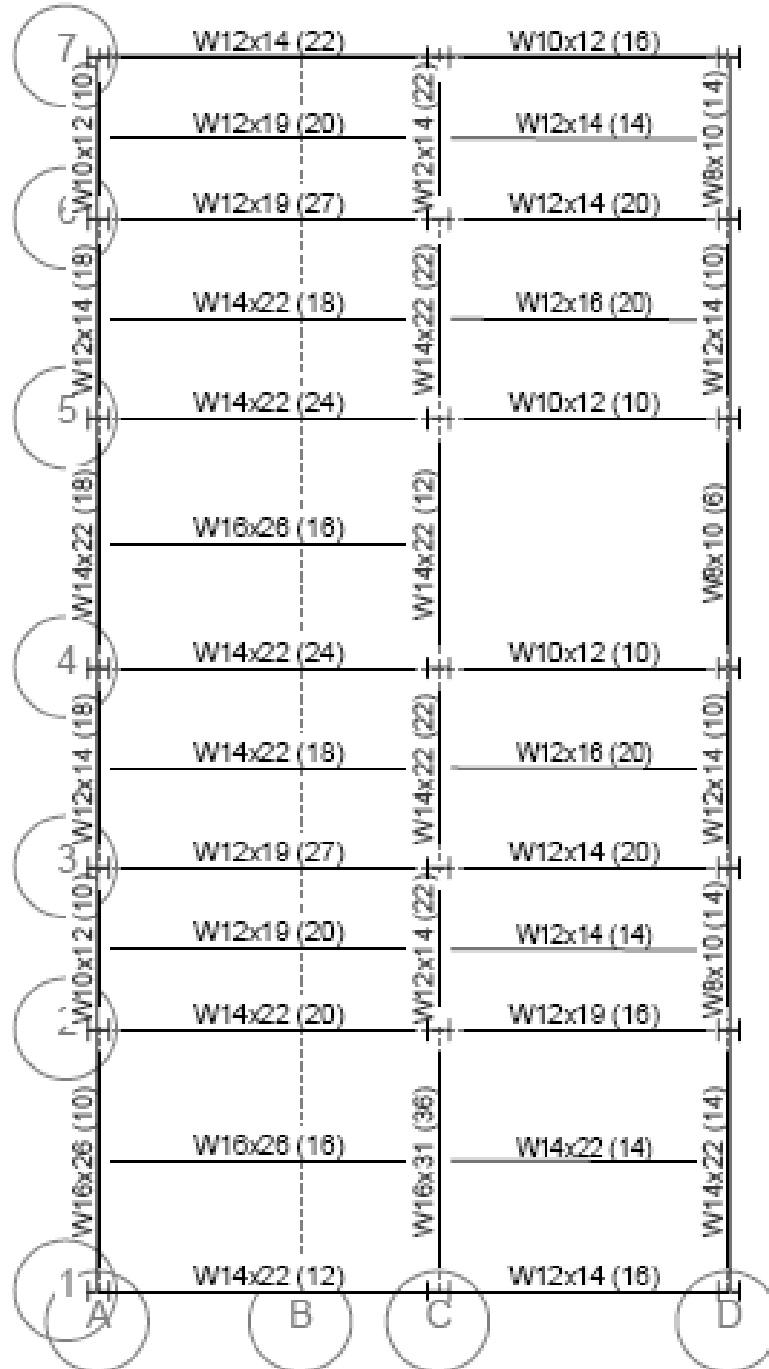 7
W12x14 (22)
W10x12 (16)
W10x12 (10)
W12x19 (20)
W12x14 (22)
W12x14 (14)
W8x10 (14)
6
W12x19 (27)
W12x14 (20)
W12x14 (18)
W14x22 (18)
W14x22 (22)
W12x16 (20)
W12x14 (10)
5
W14x22 (24)
W10x12 (10)
W14x22 (18)
W16x26 (16)
W14x22 (12)
W8x10 (6)
4
W14x22 (24)
W10x12 (10)
W12x14 (18)
W14x22 (18)
W14x22 (22)
W12x16 (20)
W12x14 (10)
3
W12x19 (27)
W12x14 (20)
W10x12 (10)
W12x19 (20)
W12x14 (22)
W12x14 (14)
W8x10 (14)
2
W14x22 (20)
W12x19 (16)
W16x26 (10)
W16x26 (16)
W16x31 (36)
W14x22 (14)
W14x22 (14)
1
W14x22 (12)
W12x14 (16)
A
B
C
D